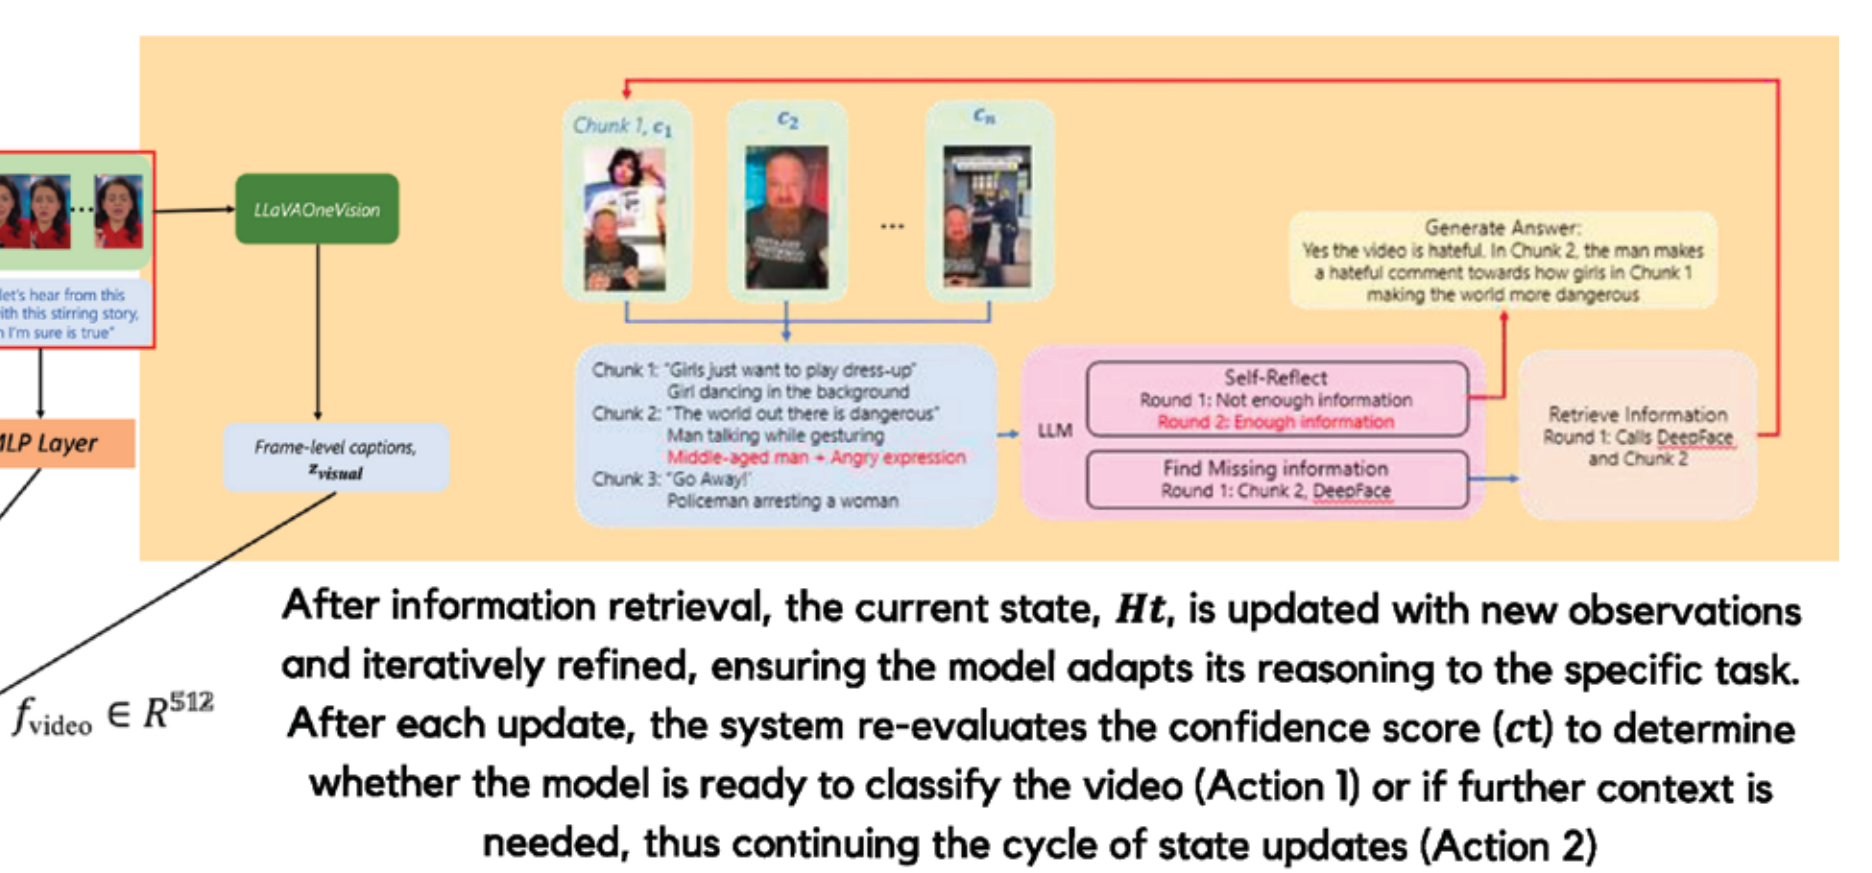 let's hear from this
ith this stirring story,
I'm sure is true"
MLP Layer
LLaVAOneVision
Frame-level captions,
z_visual
f_video ∈ R^512
Chunk 1, c₁
c₂
...
cₙ
Chunk 1: "Girls just want to play dress-up"
Girl dancing in the background
Chunk 2: "The world out there is dangerous"
Man talking while gesturing
Middle-aged man + Angry expression
Chunk 3: "Go Away!'
Policeman arresting a woman
LLM
Self-Reflect
Round 1: Not enough information
Round 2: Enough information
Find Missing information
Round 1: Chunk 2, DeepFace
Generate Answer:
Yes the video is hateful. In Chunk 2, the man makes
a hateful comment towards how girls in Chunk 1
making the world more dangerous
Retrieve Information
Round 1: Calls DeepFace
and Chunk 2
After information retrieval, the current state, Ht, is updated with new observations
and iteratively refined, ensuring the model adapts its reasoning to the specific task.
After each update, the system re-evaluates the confidence score (ct) to determine
whether the model is ready to classify the video (Action 1) or if further context is
needed, thus continuing the cycle of state updates (Action 2)